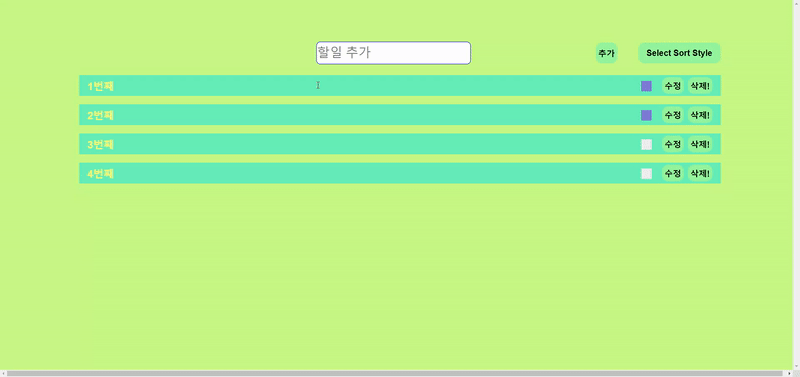 할일 추가 추가 Select Sort Style
1번째 수정 삭제!
2번째 수정 삭제!
3번째 수정 삭제!
4번째 수정 삭제!